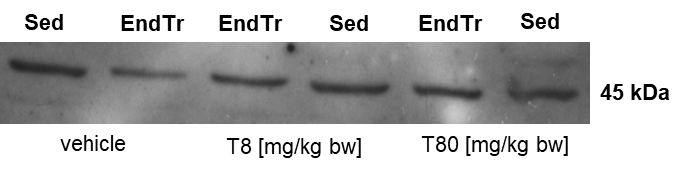 Sed EndTr EndTr Sed EndTr Sed
45 kDa
vehicle T8 [mg/kg bw] T80 [mg/kg bw]